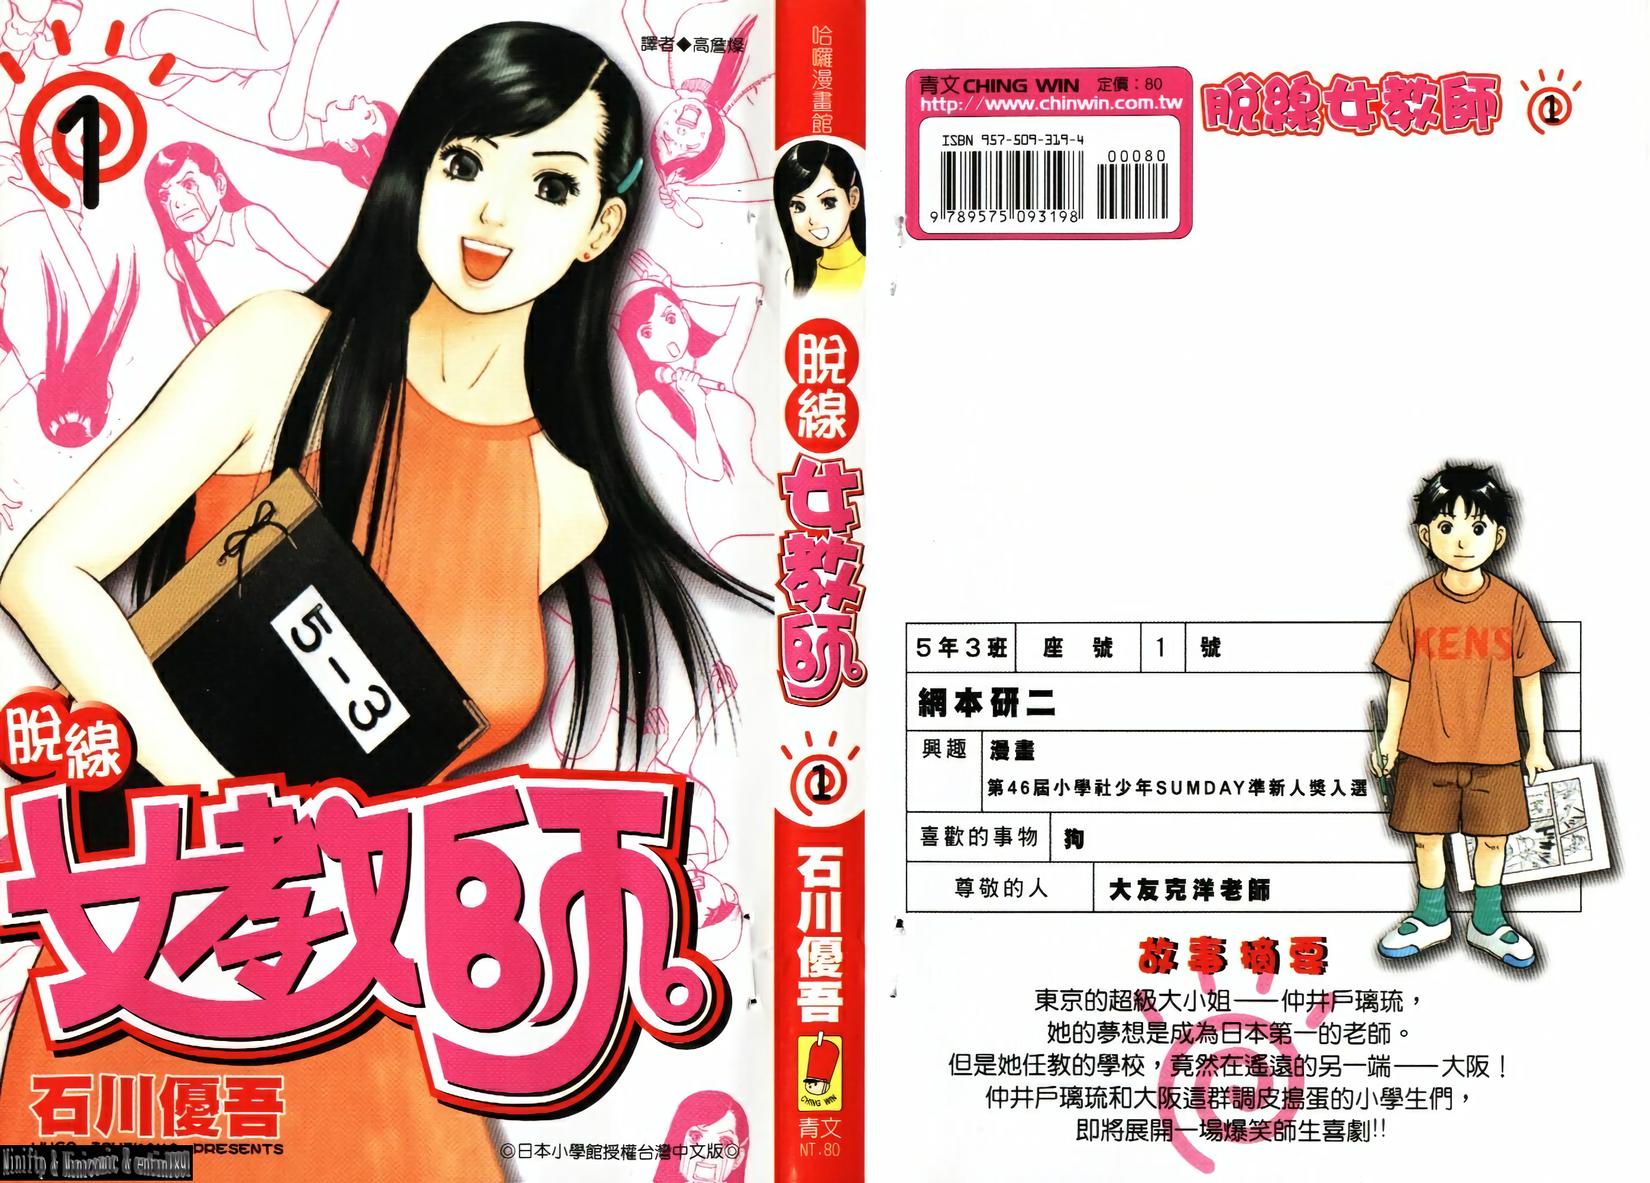 譯者◆高詹燦
1
5-3
脫線
女教師。
石川優吾
PRESENTS
©日本小學館授權台灣中文版©
哈囉漫畫館
脫線
女教師。
1
石川優吾
CHING WIN
青文
NT.80
青文 CHING WIN 定價：80
http://www.chinwin.com.tw
ISBN 957-509-319-4
00080
9 789575 093198
脫線女教師 1
KENS
5年3班 座號 1 號
網本研二
興趣 漫畫
第46屆小學社少年SUMDAY準新人獎入選
喜歡的事物 狗
尊敬的人 大友克洋老師
故事摘要
東京的超級大小姐——仲井戶璃琉，
她的夢想是成為日本第一的老師。
但是她任教的學校，竟然在遙遠的另一端——大阪！
仲井戶璃琉和大阪這群調皮搗蛋的小學生們，
即將展開一場爆笑師生喜劇!!